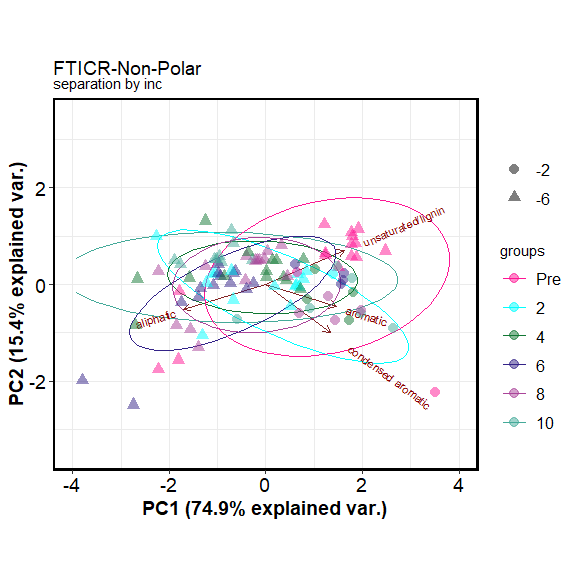 FTICR-Non-Polar
separation by inc
PC2 (15.4% explained var.)
2
0
-2
-4
-2
0
2
4
PC1 (74.9% explained var.)
unsaturated/lignin
aromatic
condensed aromatic
aliphatic
-2
-6
groups
Pre
2
4
6
8
10